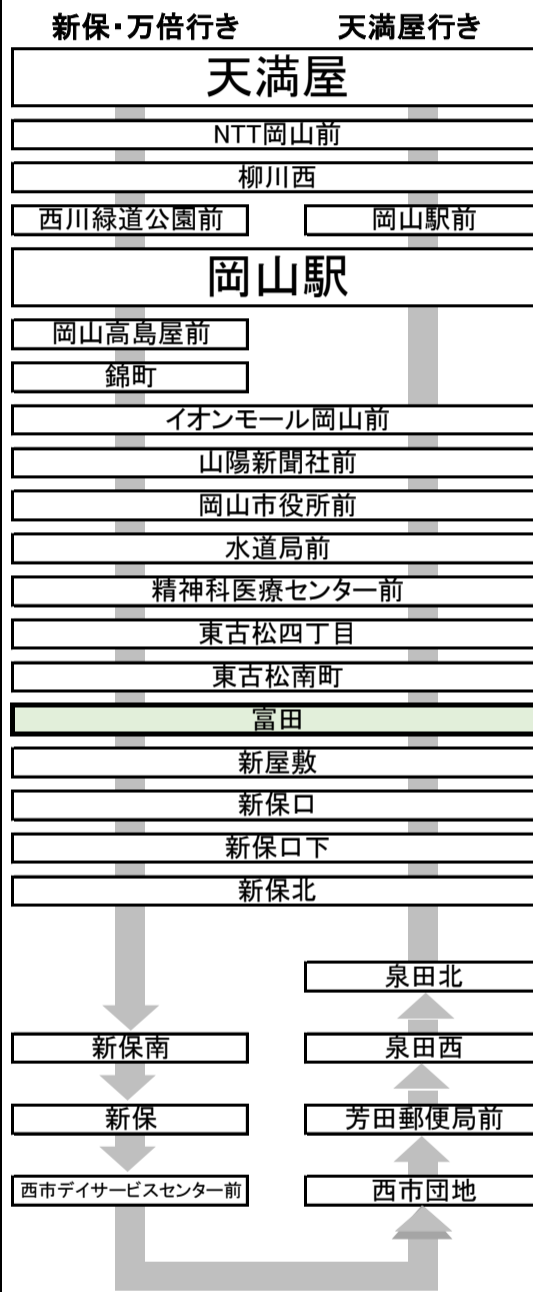 新保・万倍行き 天満屋行き
天満屋
NTT岡山前
柳川西
西川緑道公園前 岡山駅前
岡山駅
岡山高島屋前
錦町
イオンモール岡山前
山陽新聞社前
岡山市役所前
水道局前
精神科医療センター前
東古松四丁目
東古松南町
富田
新屋敷
新保口
新保口下
新保北
泉田北
新保南 泉田西
新保 芳田郵便局前
西市デイサービスセンター前 西市団地